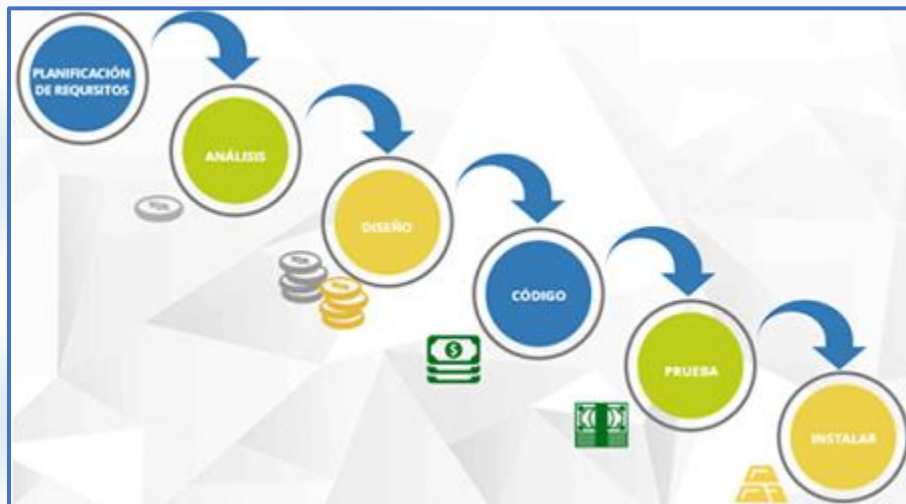 PLANIFICACIÓN
DE REQUISITOS
ANÁLISIS
DISEÑO
CÓDIGO
PRUEBA
INSTALAR